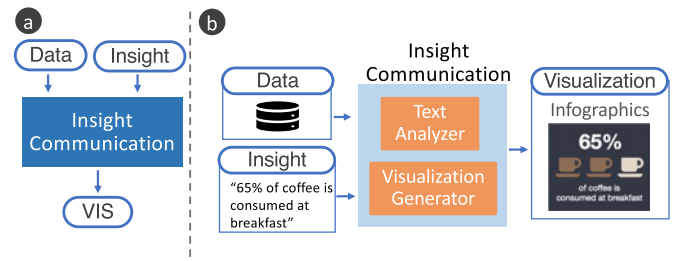 a
Data
Insight
Insight
Communication
VIS
b
Insight
Communication
Data
Text
Analyzer
Insight
"65% of coffee is
consumed at
breakfast"
Visualization
Generator
Visualization
Infographics
65%
of coffee is
consumed at breakfast